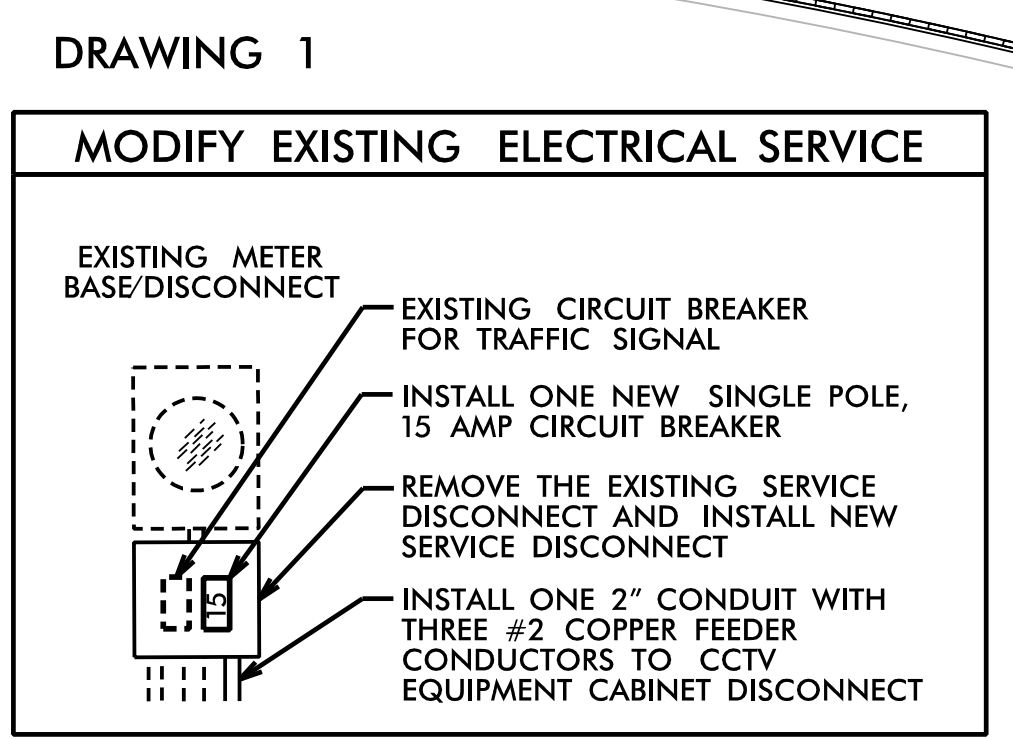 DRAWING 1
MODIFY EXISTING ELECTRICAL SERVICE
EXISTING METER
BASE/DISCONNECT
EXISTING CIRCUIT BREAKER
FOR TRAFFIC SIGNAL
INSTALL ONE NEW SINGLE POLE,
15 AMP CIRCUIT BREAKER
REMOVE THE EXISTING SERVICE
DISCONNECT AND INSTALL NEW
SERVICE DISCONNECT
15
INSTALL ONE 2" CONDUIT WITH
THREE #2 COPPER FEEDER
CONDUCTORS TO CCTV
EQUIPMENT CABINET DISCONNECT